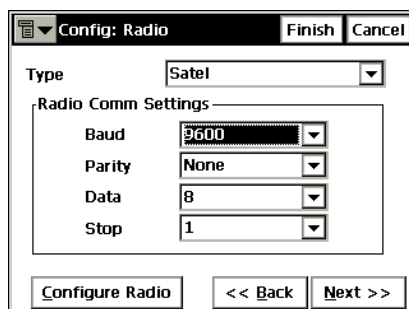 Config: Radio Finish Cancel
Type Satel
Radio Comm Settings
Baud 9600
Parity None
Data 8
Stop 1
Configure Radio << Back Next >>